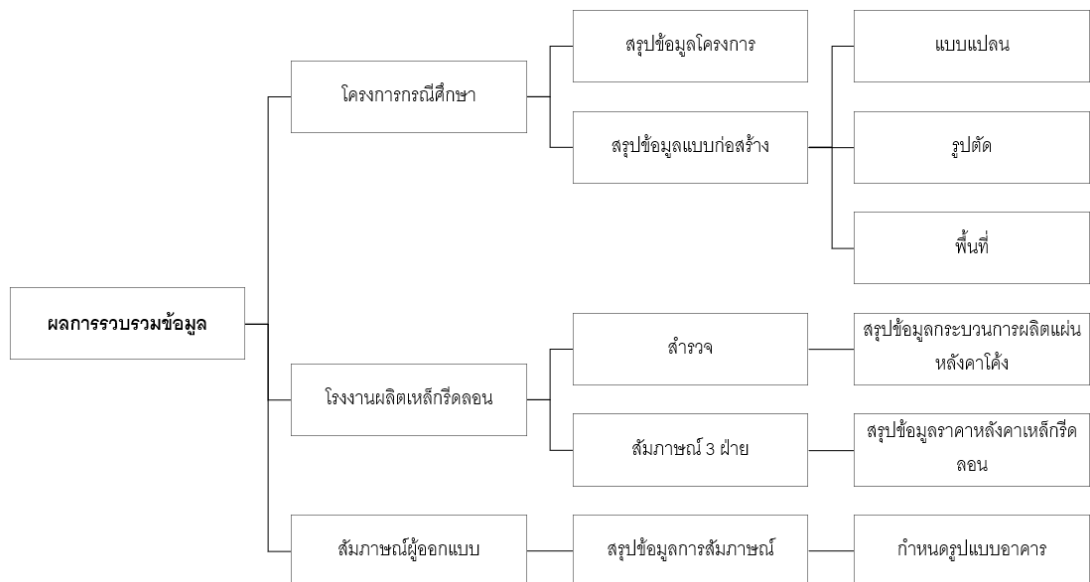 ผลการรวบรวมข้อมูล
โครงการกรณีศึกษา
สรุปข้อมูลโครงการ
สรุปข้อมูลแบบก่อสร้าง
แบบแปลน
รูปตัด
พื้นที่
โรงงานผลิตเหล็กรีดลอน
สำรวจ
สรุปข้อมูลกระบวนการผลิตแผ่น
หลังคาโค้ง
สัมภาษณ์ 3 ฝ่าย
สรุปข้อมูลราคาหลังคาเหล็กรีด
ลอน
สัมภาษณ์ผู้ออกแบบ
สรุปข้อมูลการสัมภาษณ์
กำหนดรูปแบบอาคาร